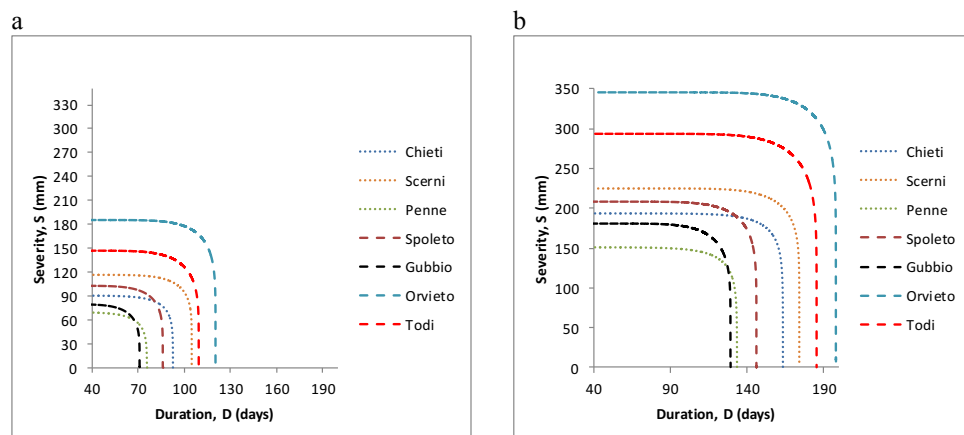 a
330
300
270
240
210
180
150
120
90
60
30
0
Severity, S (mm)
40 70 100 130 160 190
Duration, D (days)
Chieti
Scerni
Penne
Spoleto
Gubbio
Orvieto
Todi
b
350
300
250
200
150
100
50
0
Severity, S (mm)
40 90 140 190
Duration, D (days)
Chieti
Scerni
Penne
Spoleto
Gubbio
Orvieto
Todi